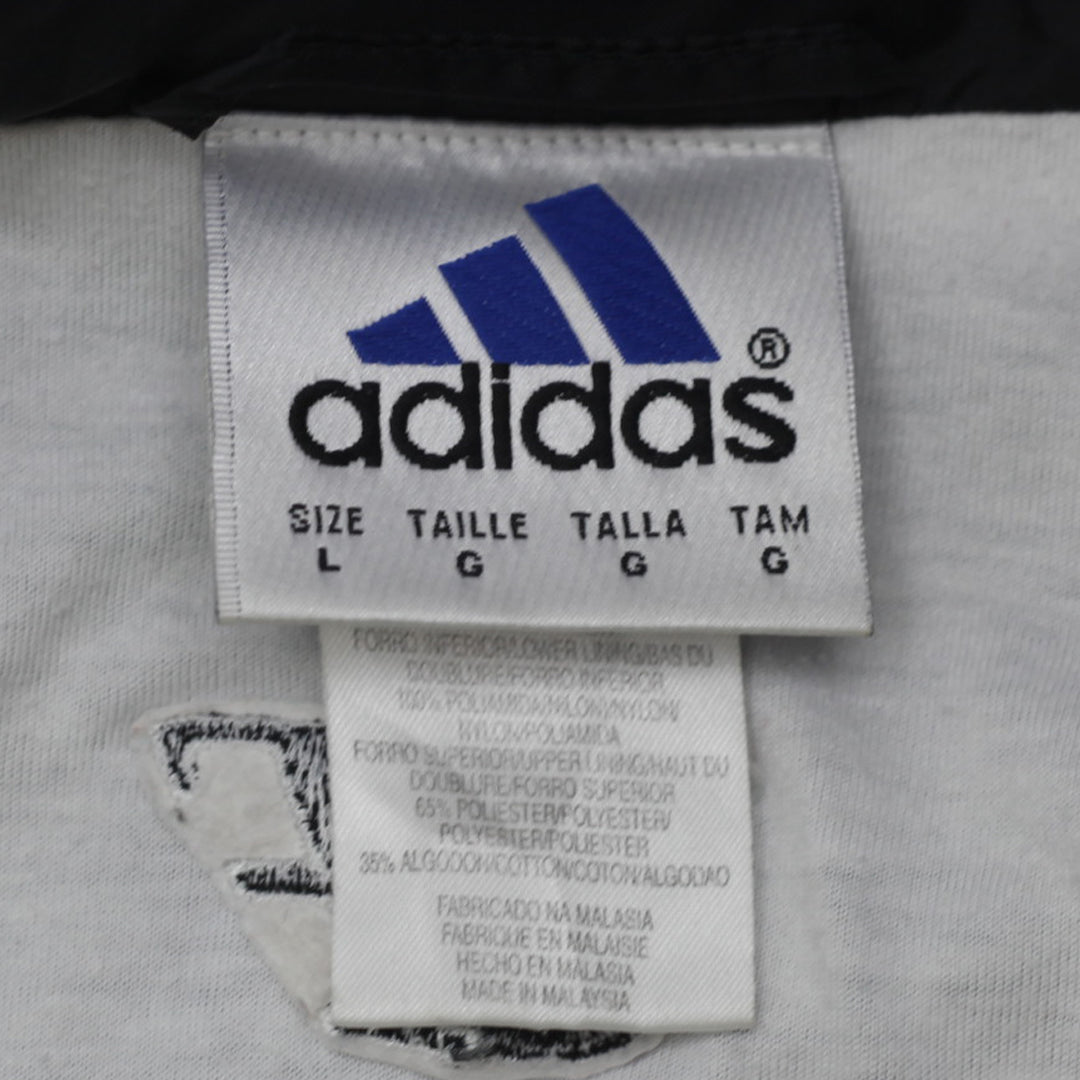 adidas®
SIZE TAILLE TALLA TAM
L G G G
FORRO INFERIOR/LOWER LINING/BAS DU
DOUBLURE/FORRO INFERIOR
100% POLIAMIDA/NILON/NYLON/
NYLON/POLIAMIDA
FORRO SUPERIOR/UPPER LINING/HAUT DU
DOUBLURE/FORRO SUPERIOR
65% POLIESTER/POLYESTER/
POLYESTER/POLIESTER
35% ALGODON/COTTON/COTON/ALGODAO
FABRICADO NA MALASIA
FABRIQUE EN MALAISIE
HECHO EN MALASIA
MADE IN MALAYSIA